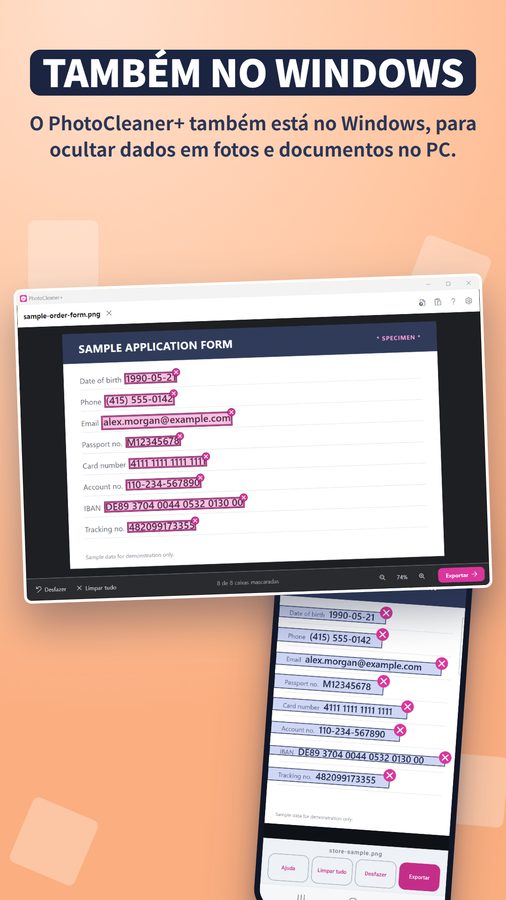 TAMBÉM NO WINDOWS
O PhotoCleaner+ também está no Windows, para
ocultar dados em fotos e documentos no PC.
PhotoCleaner+
sample-order-form.png
SAMPLE APPLICATION FORM
* SPECIMEN *
Date of birth 1990-05-21
Phone (415) 555-0142
Email alex.morgan@example.com
Passport no. M12345678
Card number 4111 1111 1111 1111
Account no. 110-234-567890
IBAN DE89 3704 0044 0532 0130 00
Tracking no. 482099173355
Sample data for demonstration only.
Desfazer
Limpar tudo
8 de 8 caixas mascaradas
74%
Exportar
Date of birth 1990-05-21
Phone (415) 555-0142
Email alex.morgan@example.com
Passport no. M12345678
Card number 4111 1111 1111 1111
Account no. 110-234-567890
IBAN DE89 3704 0044 0532 0130 00
Tracking no. 482099173355
Sample data for demonstration only.
store-sample.png
Ajuda
Limpar tudo
Desfazer
Exportar